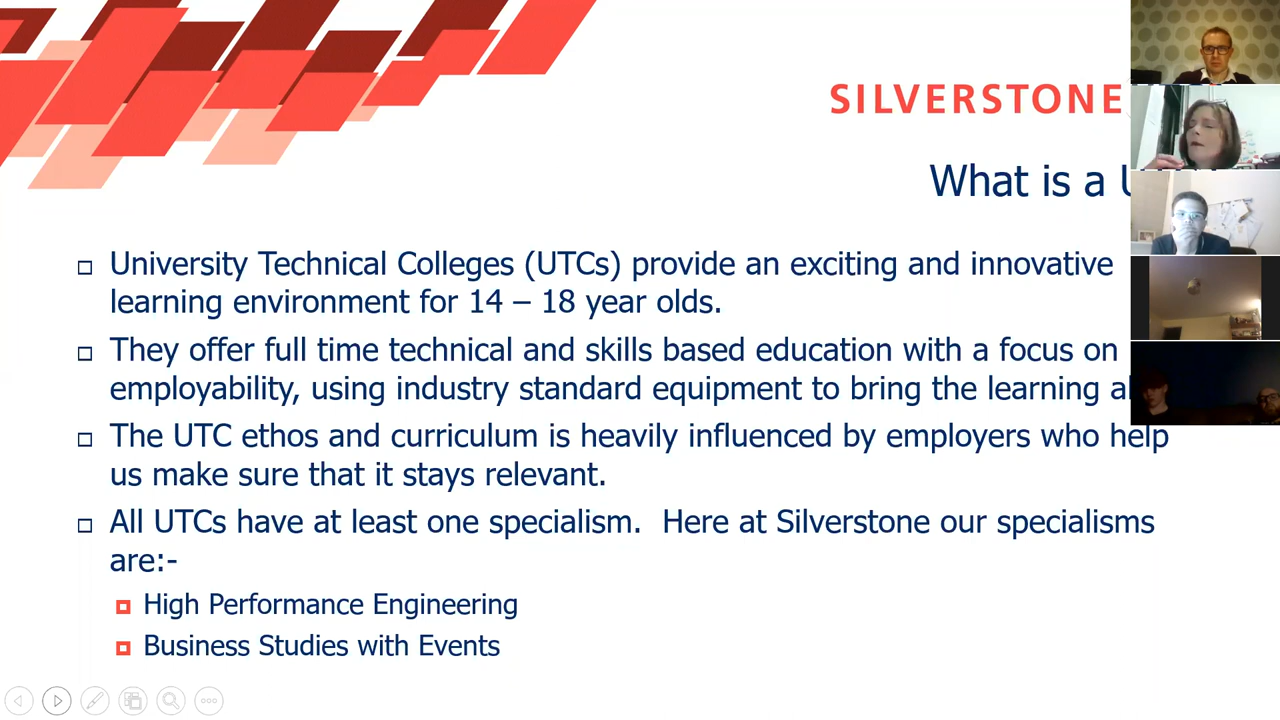 SILVERSTONE
What is a
University Technical Colleges (UTCs) provide an exciting and innovative
learning environment for 14 – 18 year olds.
They offer full time technical and skills based education with a focus on
employability, using industry standard equipment to bring the learning
The UTC ethos and curriculum is heavily influenced by employers who help
us make sure that it stays relevant.
All UTCs have at least one specialism.  Here at Silverstone our specialisms
are:-
High Performance Engineering
Business Studies with Events